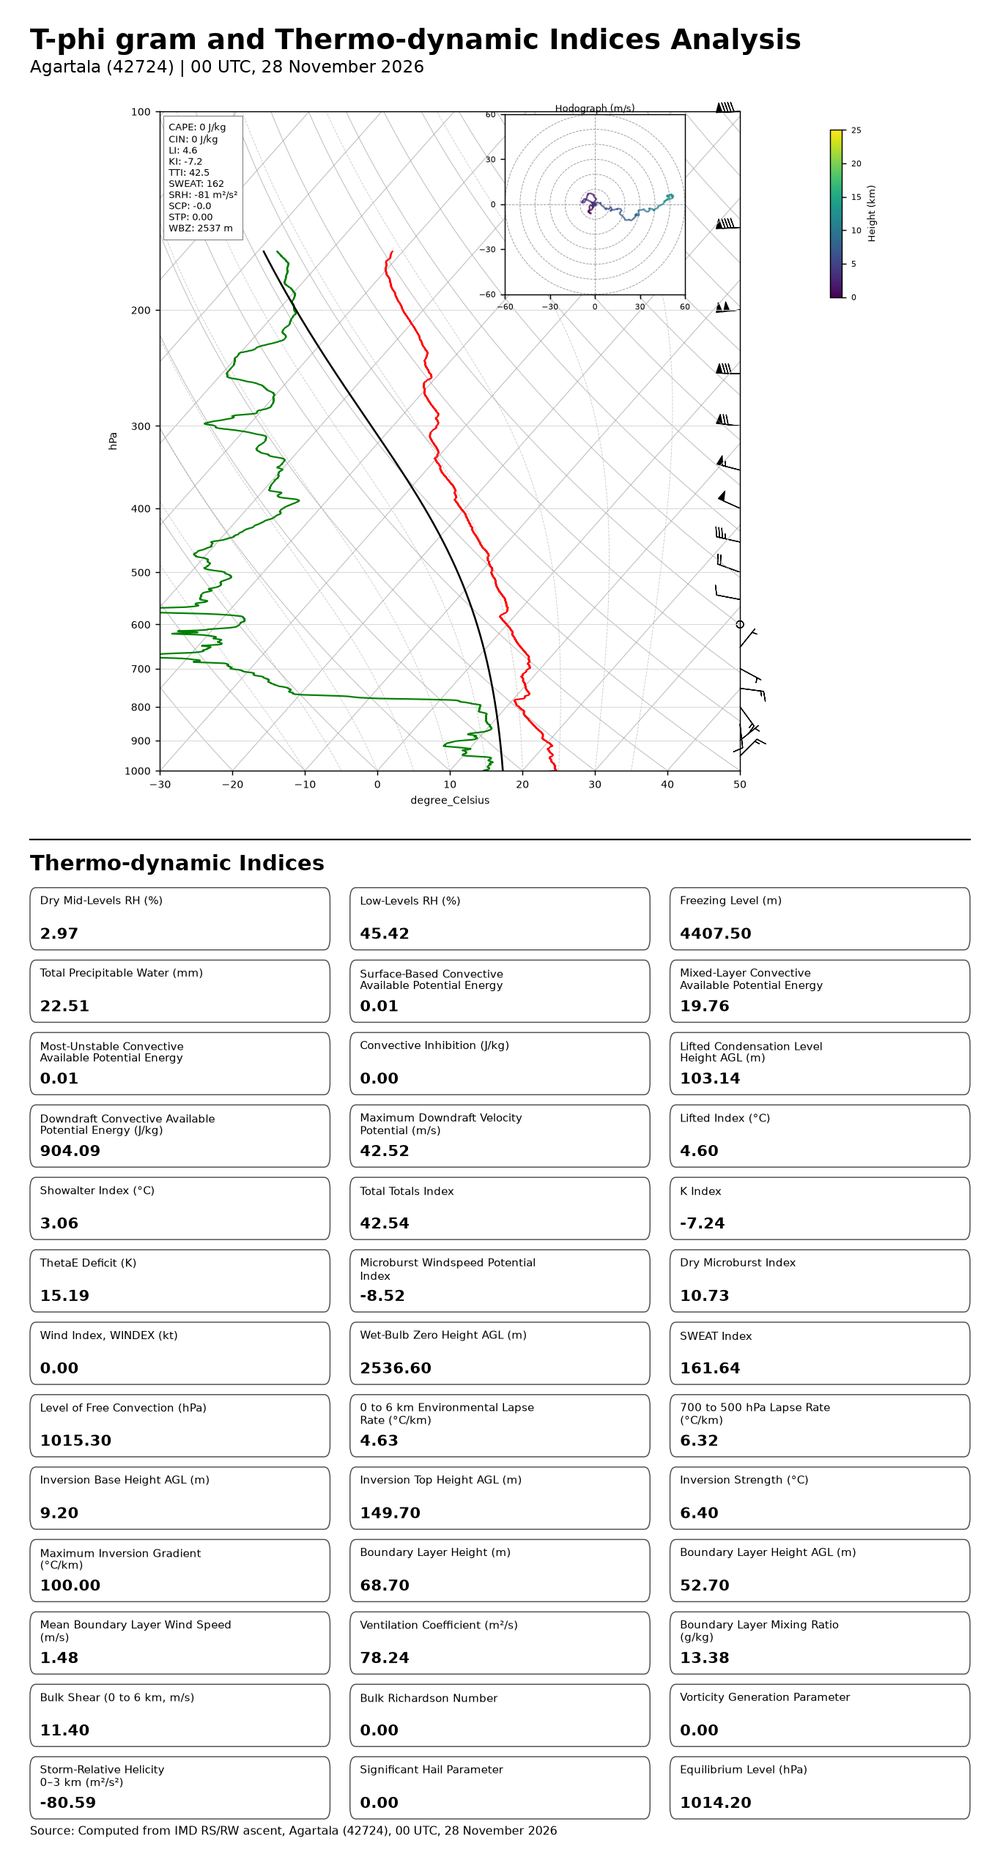 T-phi gram and Thermo-dynamic Indices Analysis
Agartala (42724) | 00 UTC, 28 November 2026
100
200
300
400
500
600
700
800
900
1000
hPa
−30
−20
−10
0
10
20
30
40
50
degree_Celsius
CAPE: 0 J/kg
CIN: 0 J/kg
LI: 4.6
KI: -7.2
TTI: 42.5
SWEAT: 162
SRH: -81 m²/s²
SCP: -0.0
STP: 0.00
WBZ: 2537 m
Hodograph (m/s)
60
30
0
−30
−60
−60
−30
0
30
60
25
20
15
10
5
0
Height (km)
Thermo-dynamic Indices
Dry Mid-Levels RH (%)
2.97
Low-Levels RH (%)
45.42
Freezing Level (m)
4407.50
Total Precipitable Water (mm)
22.51
Surface-Based Convective
Available Potential Energy
0.01
Mixed-Layer Convective
Available Potential Energy
19.76
Most-Unstable Convective
Available Potential Energy
0.01
Convective Inhibition (J/kg)
0.00
Lifted Condensation Level
Height AGL (m)
103.14
Downdraft Convective Available
Potential Energy (J/kg)
904.09
Maximum Downdraft Velocity
Potential (m/s)
42.52
Lifted Index (°C)
4.60
Showalter Index (°C)
3.06
Total Totals Index
42.54
K Index
-7.24
ThetaE Deficit (K)
15.19
Microburst Windspeed Potential
Index
-8.52
Dry Microburst Index
10.73
Wind Index, WINDEX (kt)
0.00
Wet-Bulb Zero Height AGL (m)
2536.60
SWEAT Index
161.64
Level of Free Convection (hPa)
1015.30
0 to 6 km Environmental Lapse
Rate (°C/km)
4.63
700 to 500 hPa Lapse Rate
(°C/km)
6.32
Inversion Base Height AGL (m)
9.20
Inversion Top Height AGL (m)
149.70
Inversion Strength (°C)
6.40
Maximum Inversion Gradient
(°C/km)
100.00
Boundary Layer Height (m)
68.70
Boundary Layer Height AGL (m)
52.70
Mean Boundary Layer Wind Speed
(m/s)
1.48
Ventilation Coefficient (m²/s)
78.24
Boundary Layer Mixing Ratio
(g/kg)
13.38
Bulk Shear (0 to 6 km, m/s)
11.40
Bulk Richardson Number
0.00
Vorticity Generation Parameter
0.00
Storm-Relative Helicity
0–3 km (m²/s²)
-80.59
Significant Hail Parameter
0.00
Equilibrium Level (hPa)
1014.20
Source: Computed from IMD RS/RW ascent, Agartala (42724), 00 UTC, 28 November 2026